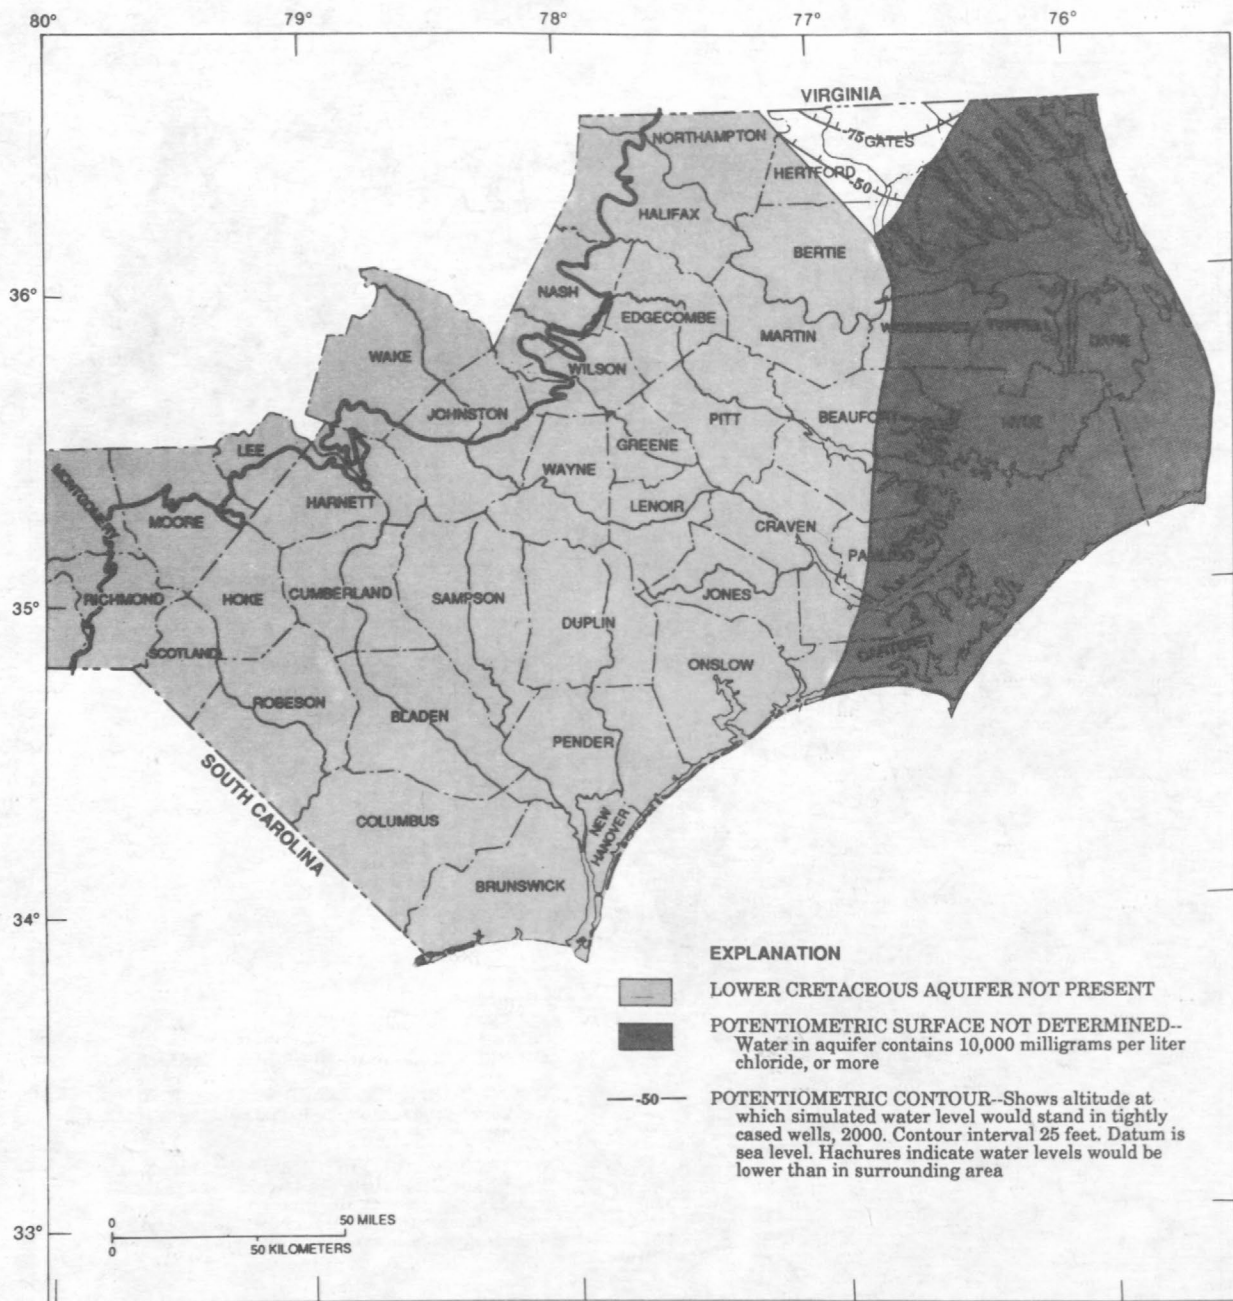 80°
79°
78°
77°
76°
VIRGINIA
NORTHAMPTON
-75
GATES
HERTFORD
-50
HALIFAX
BERTIE
36°
NASH
EDGECOMBE
MARTIN
WASHINGTON
TYRRELL
DARE
WAKE
WILSON
JOHNSTON
PITT
BEAUFORT
HYDE
LEE
GREENE
WAYNE
MONTGOMERY
MOORE
HARNETT
LENOIR
CRAVEN
PAMLICO
35°
RICHMOND
HOKE
CUMBERLAND
SAMPSON
JONES
DUPLIN
SCOTLAND
CARTERET
ONSLOW
ROBESON
BLADEN
PENDER
SOUTH CAROLINA
COLUMBUS
NEW
HANOVER
BRUNSWICK
34°
EXPLANATION
LOWER CRETACEOUS AQUIFER NOT PRESENT
POTENTIOMETRIC SURFACE NOT DETERMINED--
Water in aquifer contains 10,000 milligrams per liter
chloride, or more
-50
POTENTIOMETRIC CONTOUR--Shows altitude at
which simulated water level would stand in tightly
cased wells, 2000. Contour interval 25 feet. Datum is
sea level. Hachures indicate water levels would be
lower than in surrounding area
33°
0
50 MILES
0
50 KILOMETERS